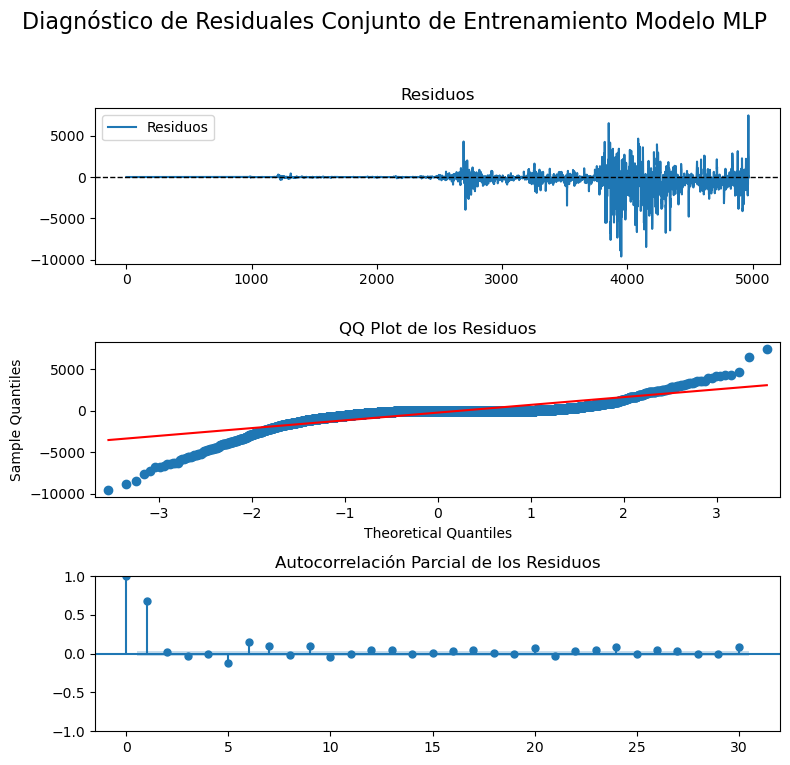 Diagnóstico de Residuales Conjunto de Entrenamiento Modelo MLP
Residuos
Residuos
5000
0
−5000
−10000
0 1000 2000 3000 4000 5000
QQ Plot de los Residuos
Sample Quantiles
5000
0
−5000
−10000
−3 −2 −1 0 1 2 3
Theoretical Quantiles
Autocorrelación Parcial de los Residuos
1.0
0.5
0.0
−0.5
−1.0
0 5 10 15 20 25 30